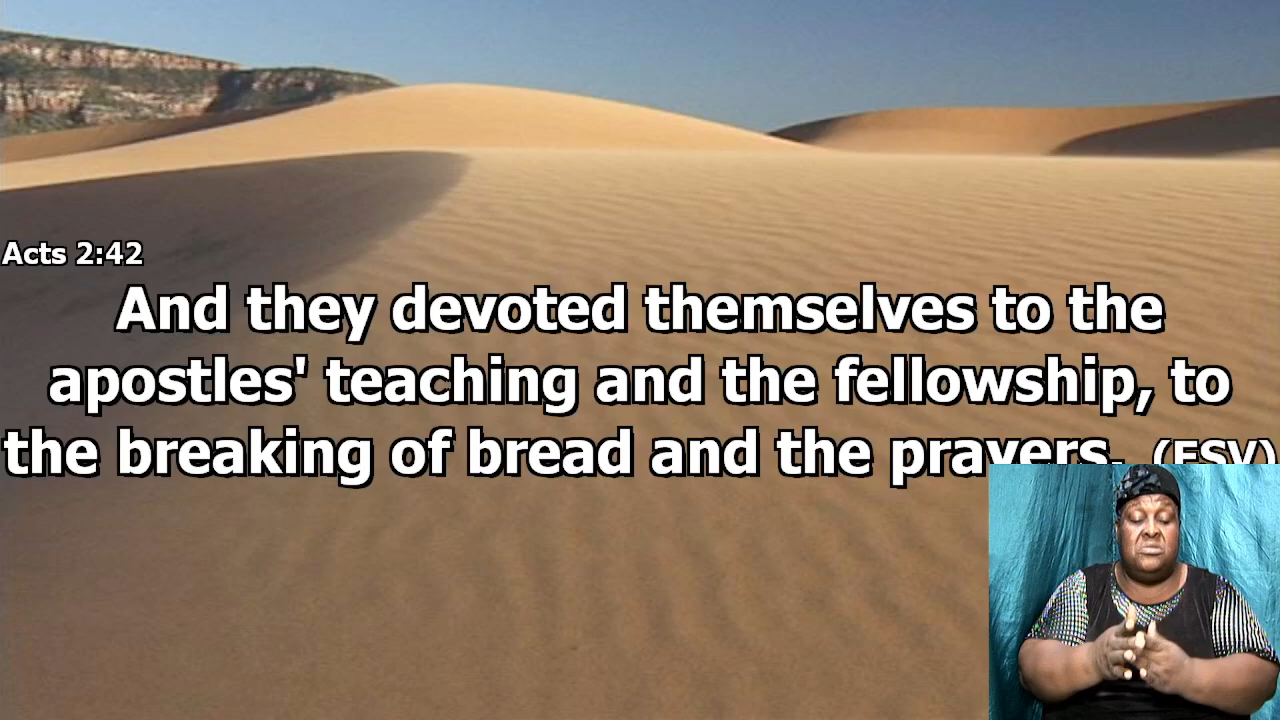 Acts 2:42
And they devoted themselves to the
apostles' teaching and the fellowship, to
the breaking of bread and the prayers. (ESV)